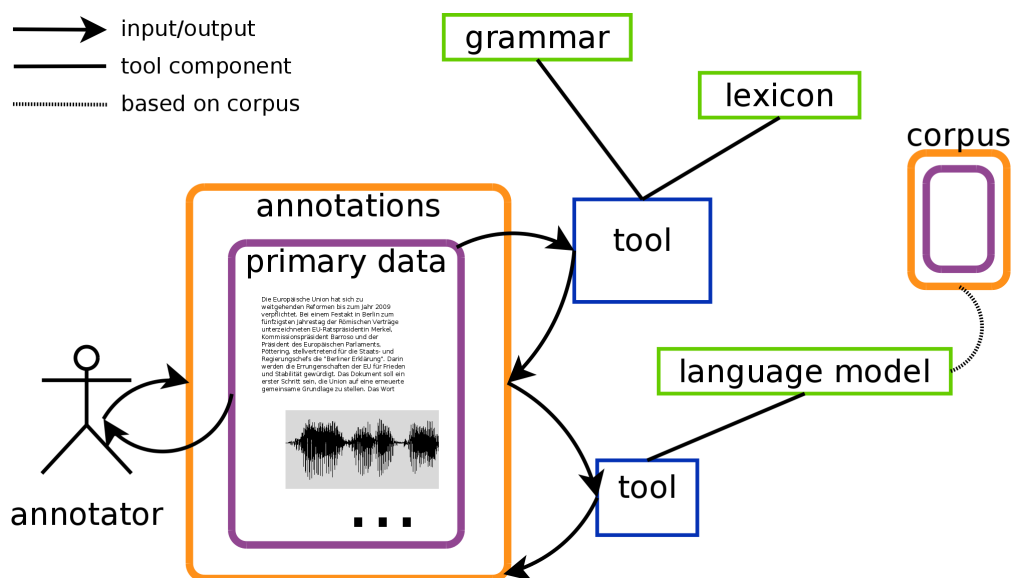 input/output
tool component
based on corpus
grammar
lexicon
corpus
annotations
primary data
Die Europäische Union hat sich zu
weitgehenden Reformen bis zum Jahr 2009
verpflichtet. Bei einem Festakt in Berlin zum
fünfzigsten Jahrestag der Römischen Verträge
unterzeichneten EU-Ratspräsidentin Merkel,
Kommissionspräsident Barroso und der
Präsident des Europäischen Parlaments,
Pöttering, stellvertretend für die Staats- und
Regierungschefs die "Berliner Erklärung". Darin
werden die Errungenschaften der EU für Frieden
und Stabilität gewürdigt. Das Dokument soll ein
erster Schritt sein, die Union auf eine erneuerte
gemeinsame Grundlage zu stellen. Das Wort
...
annotator
tool
language model
tool